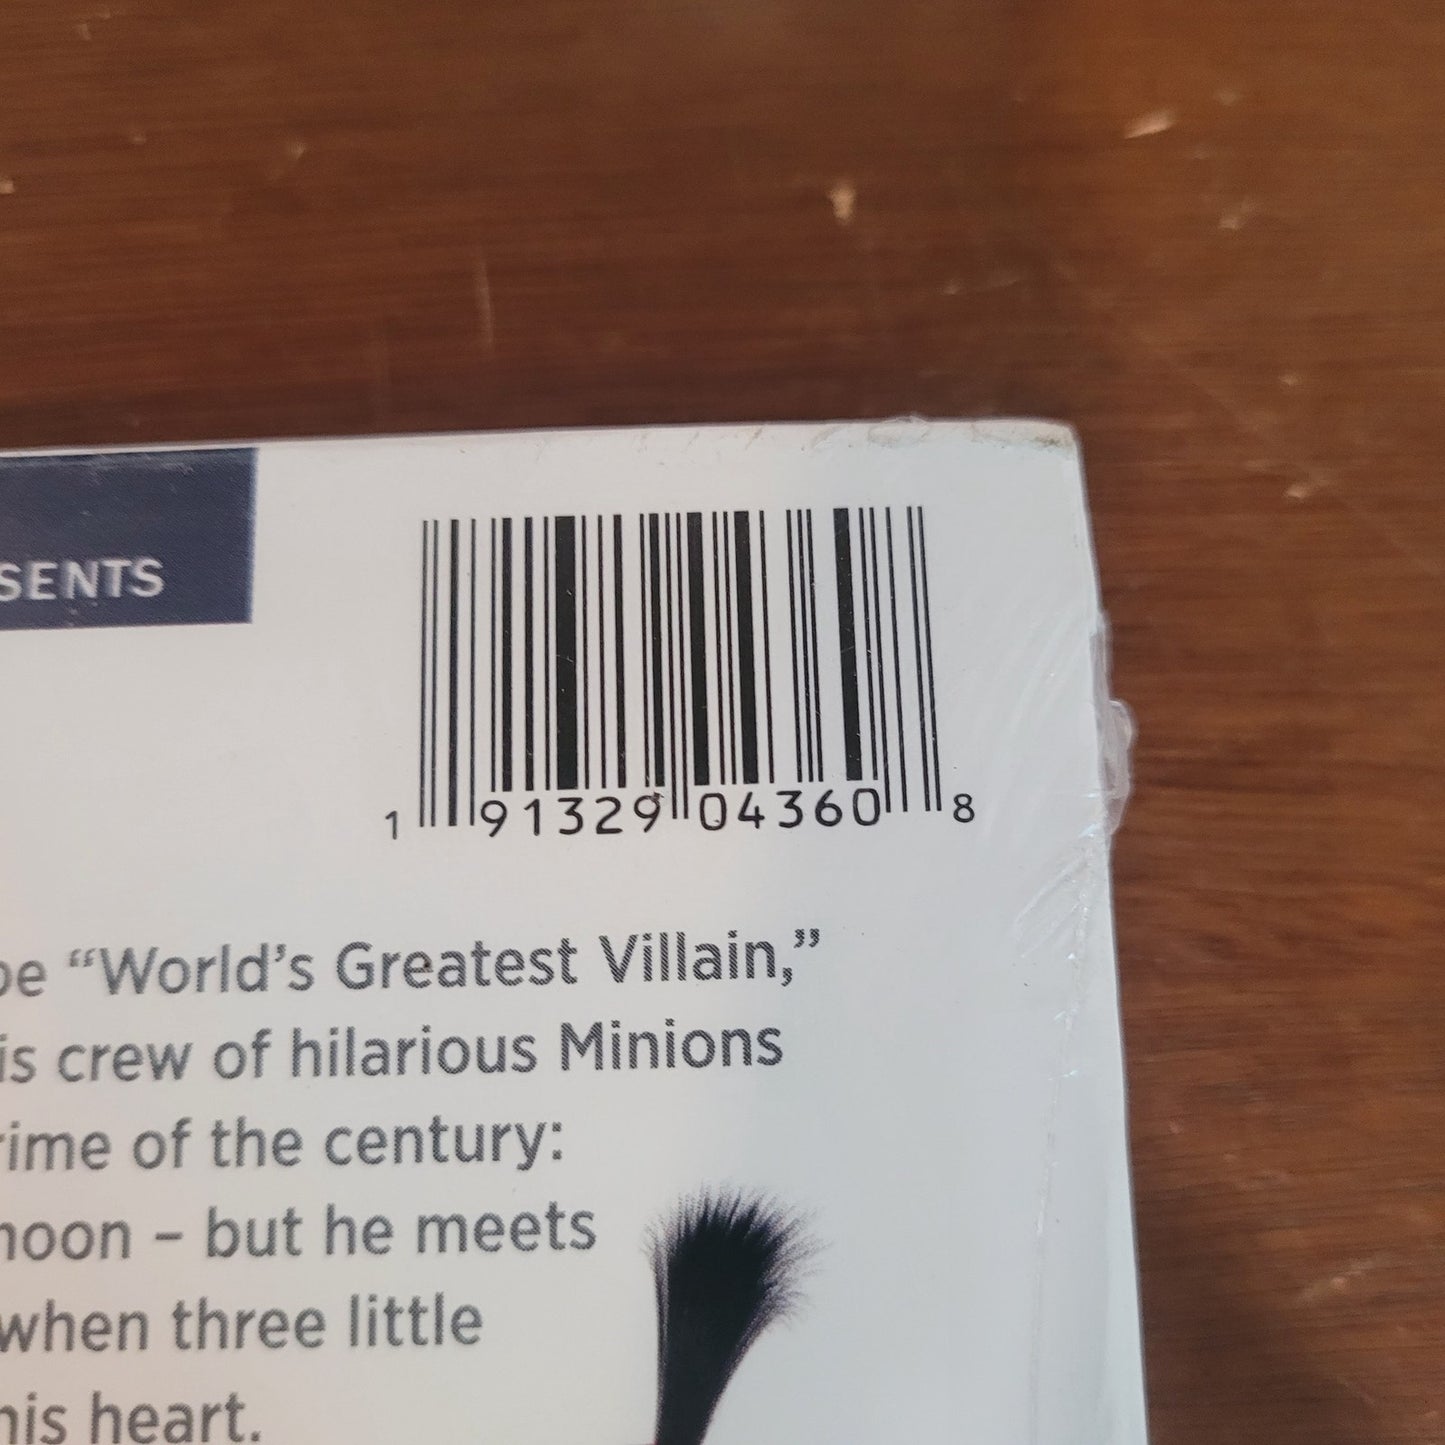 SENTS
1 91329 04360 8
be “World’s Greatest Villain,”
is crew of hilarious Minions
rime of the century:
noon – but he meets
when three little
his heart.